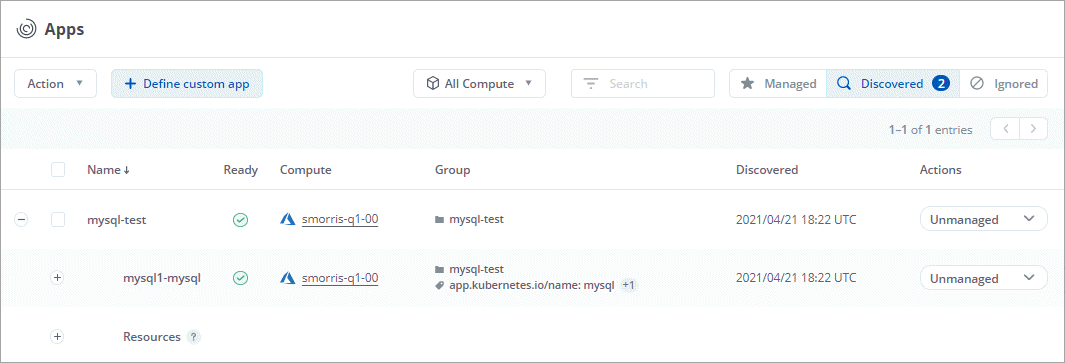 Apps
Action
+ Define custom app
All Compute
Search
Managed
Discovered 2
Ignored
1–1 of 1 entries
Name ↓ Ready Compute Group Discovered Actions
mysql-test smorris-q1-00 mysql-test 2021/04/21 18:22 UTC Unmanaged
mysql1-mysql smorris-q1-00 mysql-test 2021/04/21 18:22 UTC Unmanaged
app.kubernetes.io/name: mysql +1
Resources ?